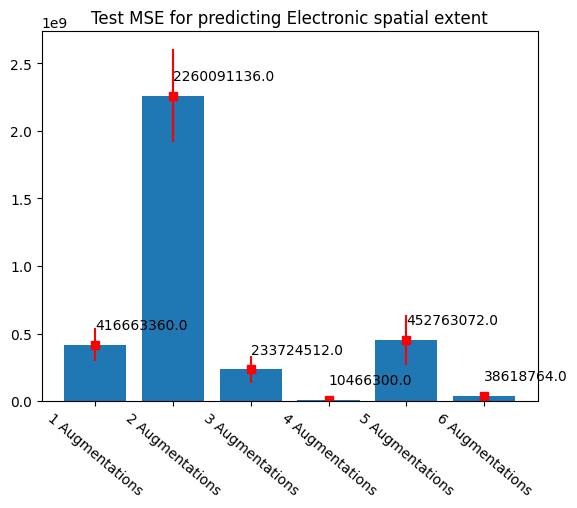 Test MSE for predicting Electronic spatial extent
1e9
2.5
2.0
1.5
1.0
0.5
0.0
2260091136.0
416663360.0
233724512.0
10466300.0
452763072.0
38618764.0
1 Augmentations
2 Augmentations
3 Augmentations
4 Augmentations
5 Augmentations
6 Augmentations